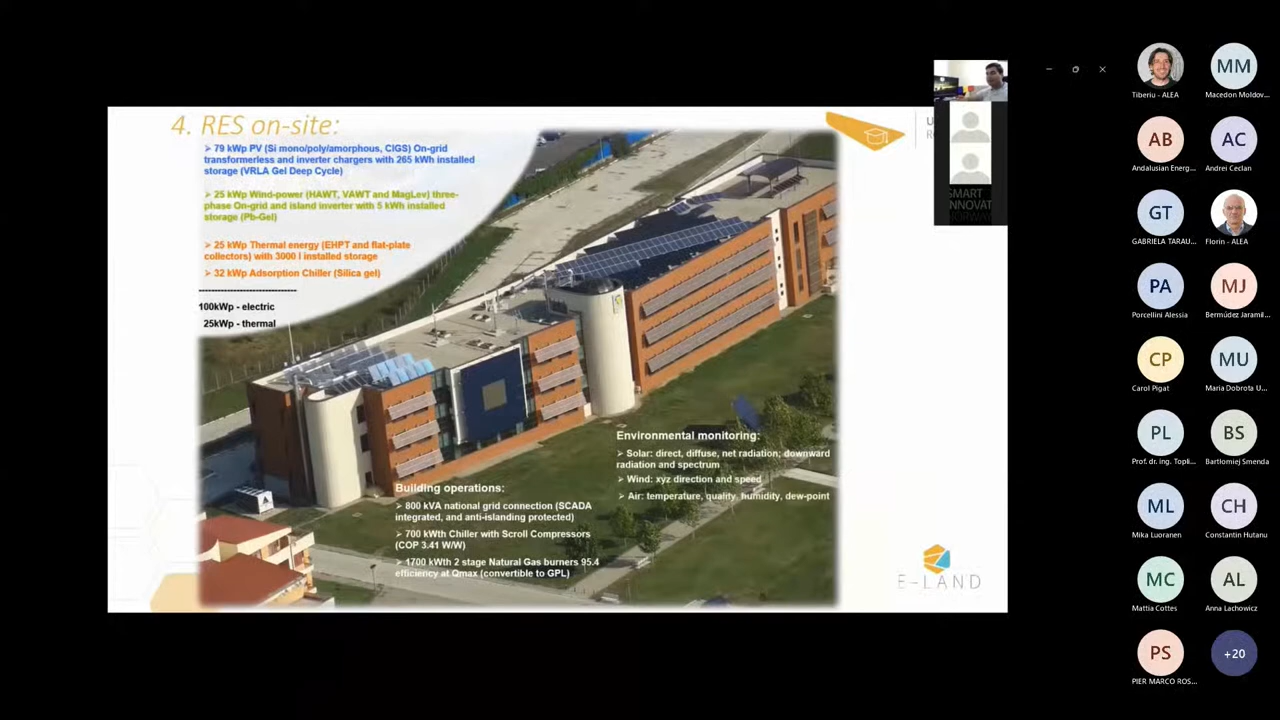 4. RES on-site:
➢ 79 kWp PV (Si mono/poly/amorphous, CIGS) On-grid
transformerless and inverter chargers with 265 kWh installed
storage (VRLA Gel Deep Cycle)
➢ 25 kWp Wind-power (HAWT, VAWT and MagLev) three-
phase On-grid and island inverter with 5 kWh installed
storage (Pb-Gel)
➢ 25 kWp Thermal energy (EHPT and flat-plate
collectors) with 3000 l installed storage
➢ 32 kWp Adsorption Chiller (Silica gel)
------------------------
100kWp - electric
25kWp - thermal
Environmental monitoring:
➢ Solar: direct, diffuse, net radiation; downward
radiation and spectrum
➢ Wind: xyz direction and speed
➢ Air: temperature, quality, humidity, dew-point
Building operations:
➢ 800 kVA national grid connection (SCADA
integrated, and anti-islanding protected)
➢ 700 kWth Chiller with Scroll Compressors
(COP 3.41 W/W)
➢ 1700 kWth 2 stage Natural Gas burners 95.4
efficiency at Qmax (convertible to GPL)
E-LAND
SMART
INNOVAT
NORWAY
Tiberiu - ALEA
MM
Macedon Moldov...
AB
Andalusian Energ...
AC
Andrei Ceclan
GT
GABRIELA TARAU...
Florin - ALEA
PA
Porcellini Alessia
MJ
Bermúdez Jaramil...
CP
Carol Pigat
MU
Maria Dobrota U...
PL
Prof. dr. ing. Topli...
BS
Bartlomiej Smenda
ML
Mika Luoranen
CH
Constantin Hutanu
MC
Mattia Cottes
AL
Anna Lachowicz
PS
PIER MARCO ROS...
+20